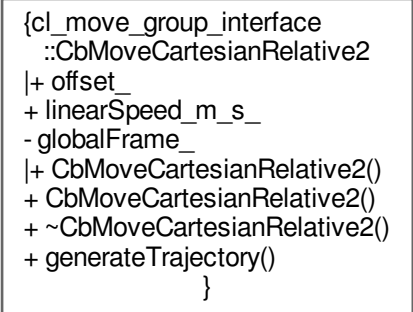 {cl_move_group_interface
::CbMoveCartesianRelative2
|+ offset_
+ linearSpeed_m_s_
- globalFrame_
|+ CbMoveCartesianRelative2()
+ CbMoveCartesianRelative2()
+ ~CbMoveCartesianRelative2()
+ generateTrajectory()
}